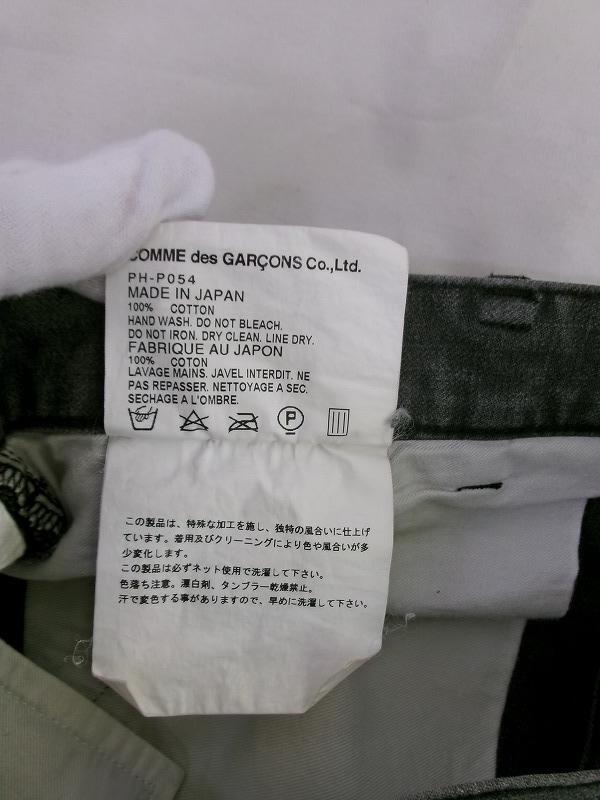 COMME des GARÇONS Co.,Ltd.
PH-P054
MADE IN JAPAN
100% COTTON
HAND WASH. DO NOT BLEACH.
DO NOT IRON. DRY CLEAN. LINE DRY.
FABRIQUE AU JAPON
100% COTON
LAVAGE MAINS. JAVEL INTERDIT. NE
PAS REPASSER. NETTOYAGE A SEC.
SECHAGE A L'OMBRE.
P
この製品は、特殊な加工を施し、独特の風合いに仕上げ
ています。着用及びクリーニングにより色や風合いが多
少変化します。
この製品は必ずネット使用で洗濯して下さい。
色落ち注意。漂白剤、タンブラー乾燥禁止。
汗で変色する事がありますので、早めに洗濯して下さい。